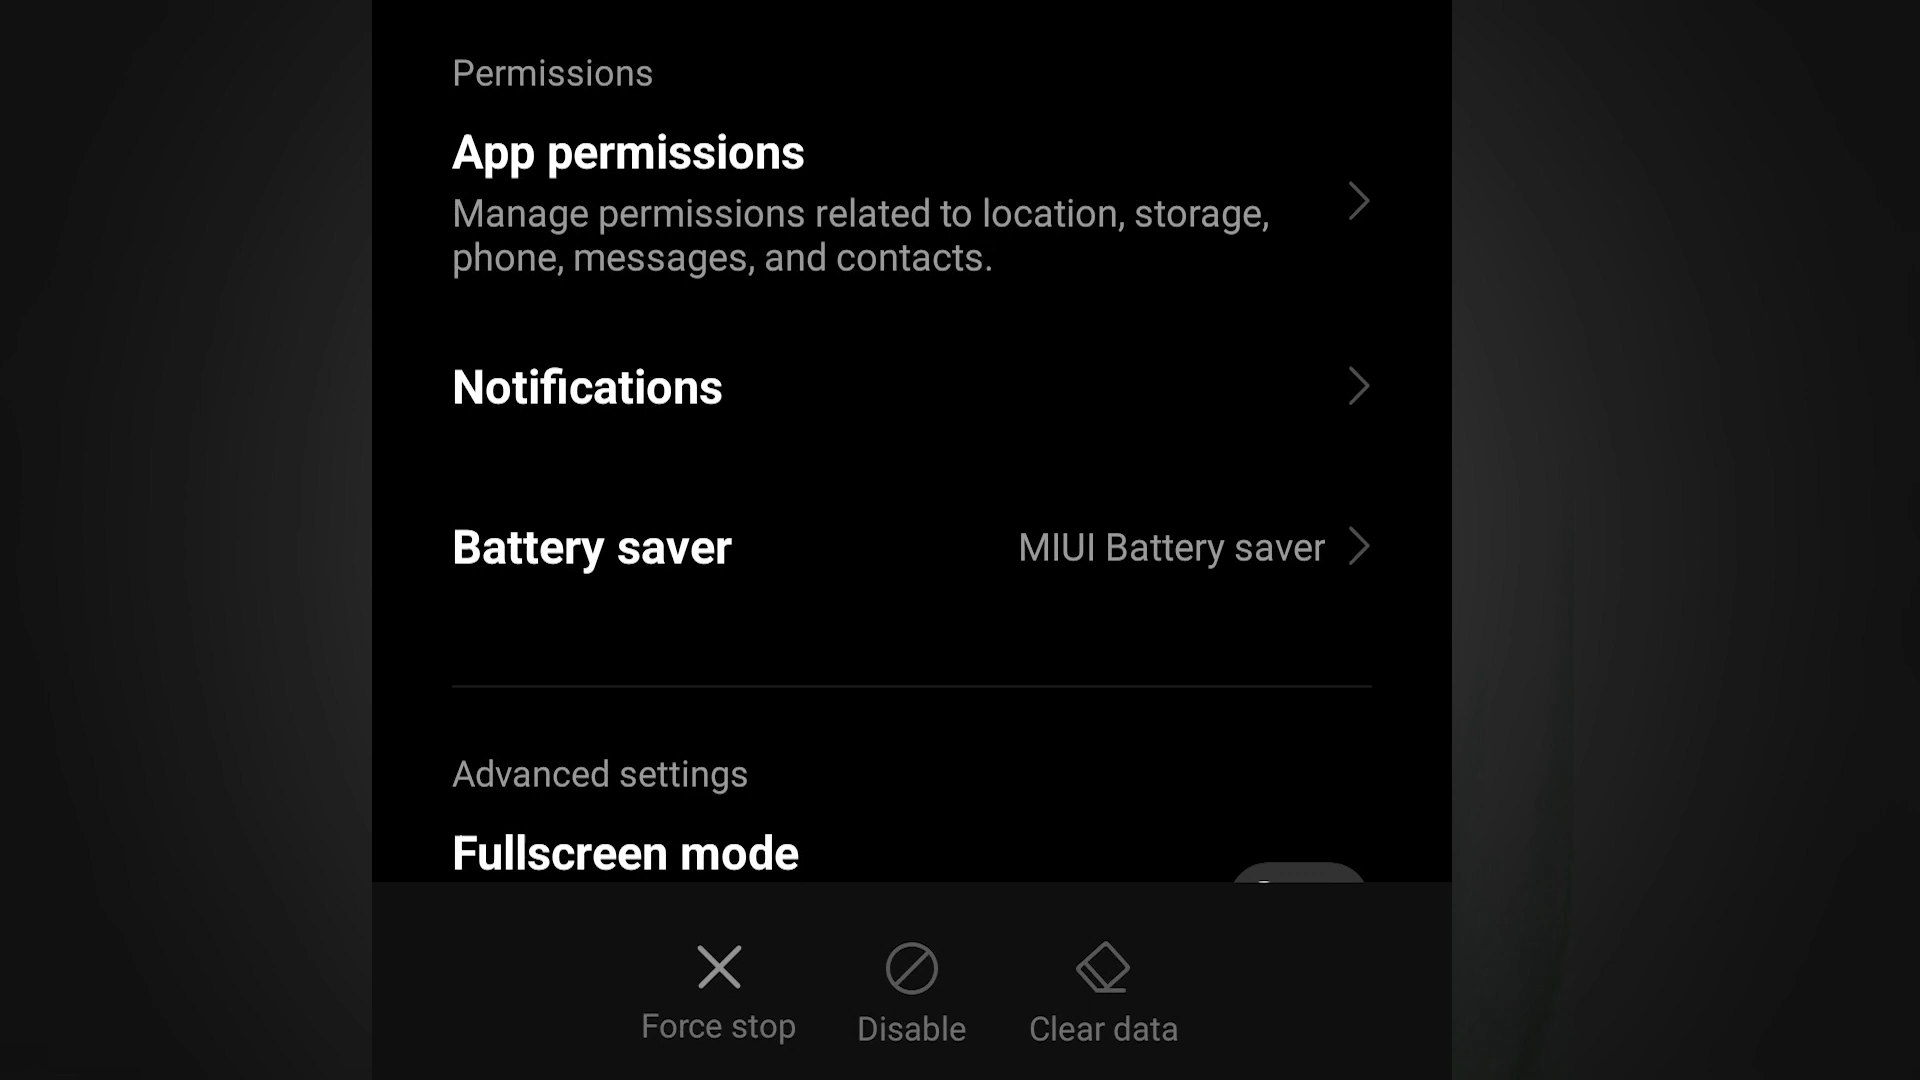 Permissions
App permissions
Manage permissions related to location, storage,
phone, messages, and contacts.
Notifications
Battery saver
MIUI Battery saver
Advanced settings
Fullscreen mode
Force stop
Disable
Clear data